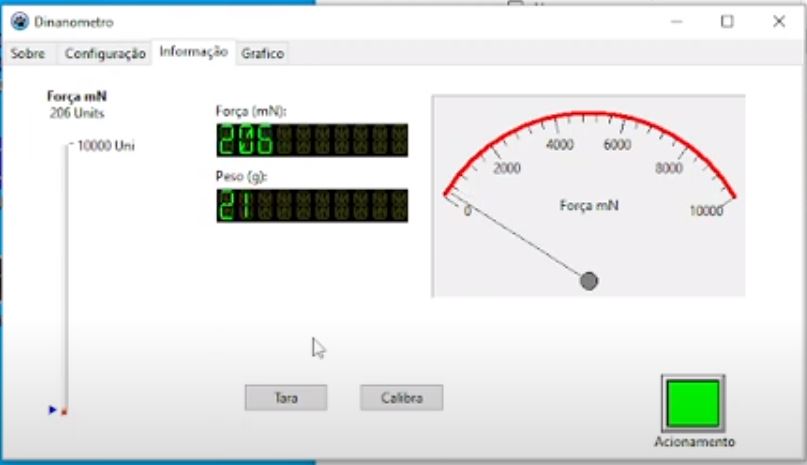 Dinanometro
Sobre Configuração Informação Grafico
Força mN
206 Units
10000 Uni
Força (mN):
206
Peso (g):
21
0
2000
4000
6000
8000
10000
Força mN
Tara
Calibra
Acionamento